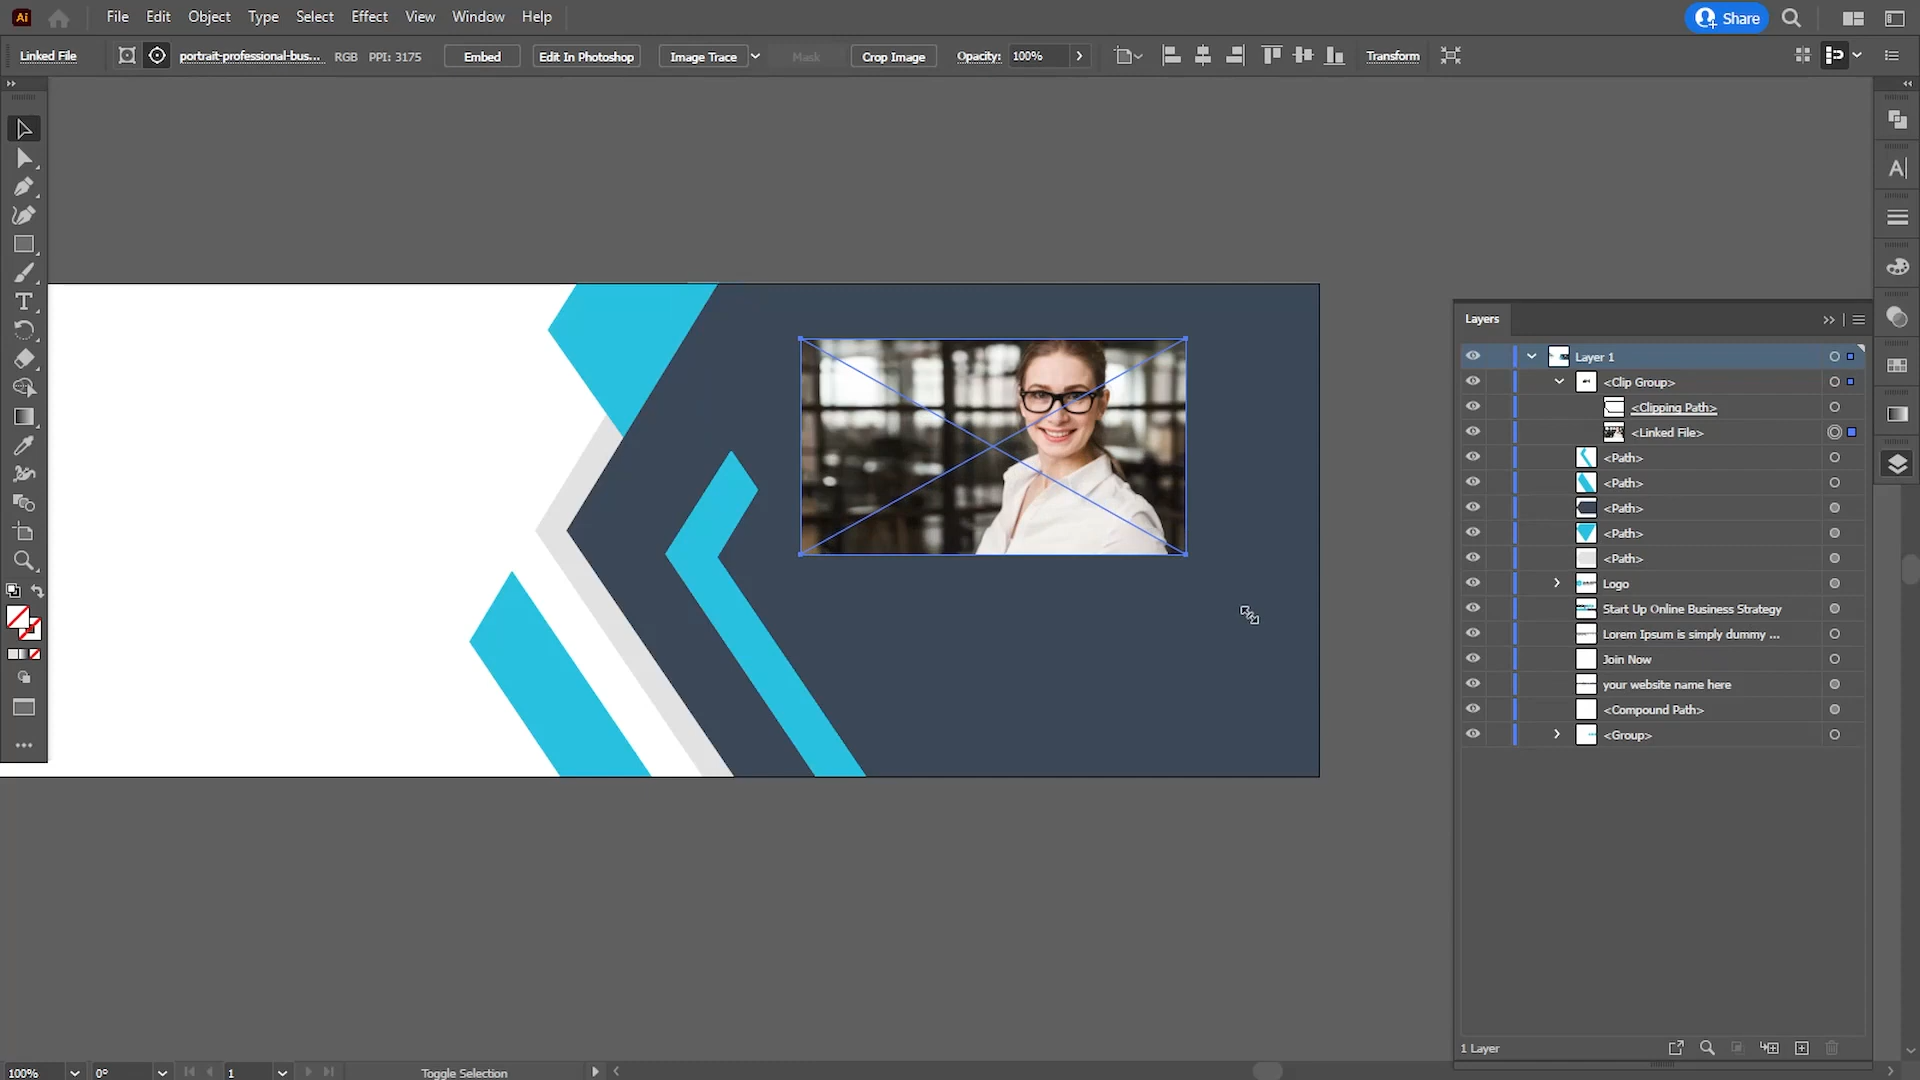 Ai File Edit Object Type Select Effect View Window Help Share
Linked File portrait-professional-bus... RGB PPI: 3175 Embed Edit In Photoshop Image Trace Mask Crop Image Opacity: 100% Transform
Layers
Layer 1
<Clip Group>
<Clipping Path>
<Linked File>
<Path>
<Path>
<Path>
<Path>
<Path>
Logo
Start Up Online Business Strategy
Lorem Ipsum is simply dummy ...
Join Now
your website name here
<Compound Path>
<Group>
1 Layer
100% 0° 1 Toggle Selection